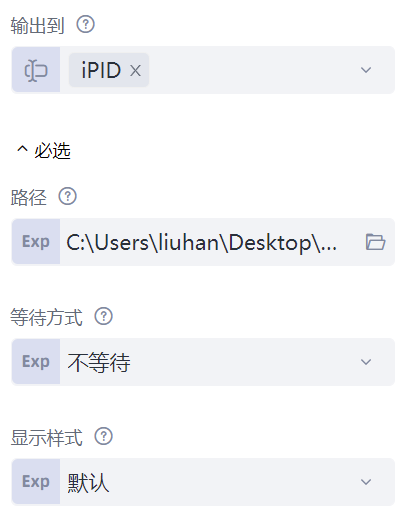 输出到
iPID
必选
路径
Exp C:\Users\liuhan\Desktop\...
等待方式
Exp 不等待
显示样式
Exp 默认